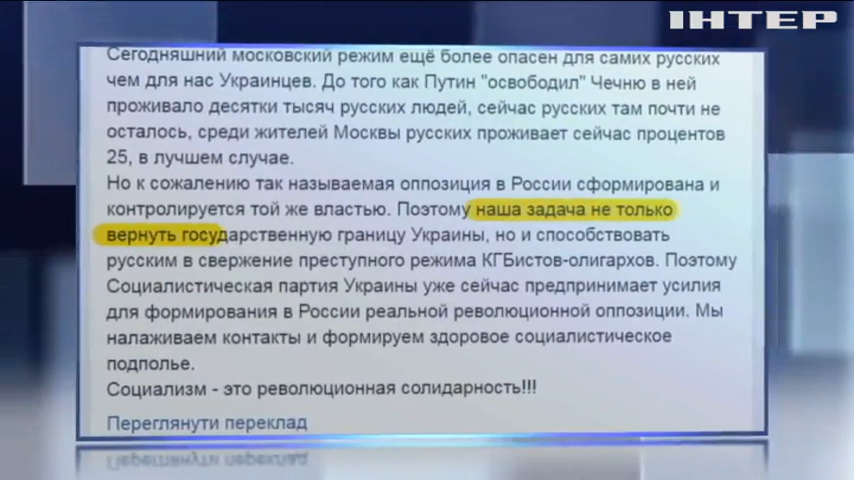 ІНТЕР
Сегодняшний московский режим ещё более опасен для самих русских
чем для нас Украинцев. До того как Путин "освободил" Чечню в ней
проживало десятки тысяч русских людей, сейчас русских там почти не
осталось, среди жителей Москвы русских проживает сейчас процентов
25, в лучшем случае.
Но к сожалению так называемая оппозиция в России сформирована и
контролируется той же властью. Поэтому наша задача не только
вернуть государственную границу Украины, но и способствовать
русским в свержение преступного режима КГБистов-олигархов. Поэтому
Социалистическая партия Украины уже сейчас предпринимает усилия
для формирования в России реальной революционной оппозиции. Мы
налаживаем контакты и формируем здоровое социалистическое
подполье.
Социализм - это революционная солидарность!!!
Переглянути переклад